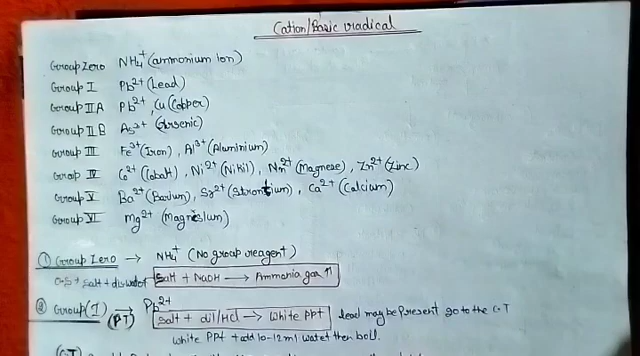 Cation/Basic radical
Group Zero NH₄⁺ (ammonium Ion)
Group I Pb²⁺ (Lead)
Group II A Pb²⁺, Cu (Copper)
Group II B As³⁺ (Arsenic)
Group III Fe³⁺ (Iron), Al³⁺ (Aluminium)
Group IV Co²⁺ (Cobalt), Ni²⁺ (Nikil), Mn²⁺ (Magnese), Zn²⁺ (Zinc)
Group V Ba²⁺ (Barium), Sr²⁺ (Strontium), Ca²⁺ (Calcium)
Group VI Mg²⁺ (Magnesium)
① Group Zero → NH₄⁺ (No group reagent)
salt + salt + NaOH → Ammonia gas ↑
② Group (I) (PT) → Pb²⁺
salt + dil/HCl → White PPt lead may be present go to the C.T
white PPt + add 10-12 ml water then boil.
(C.T)